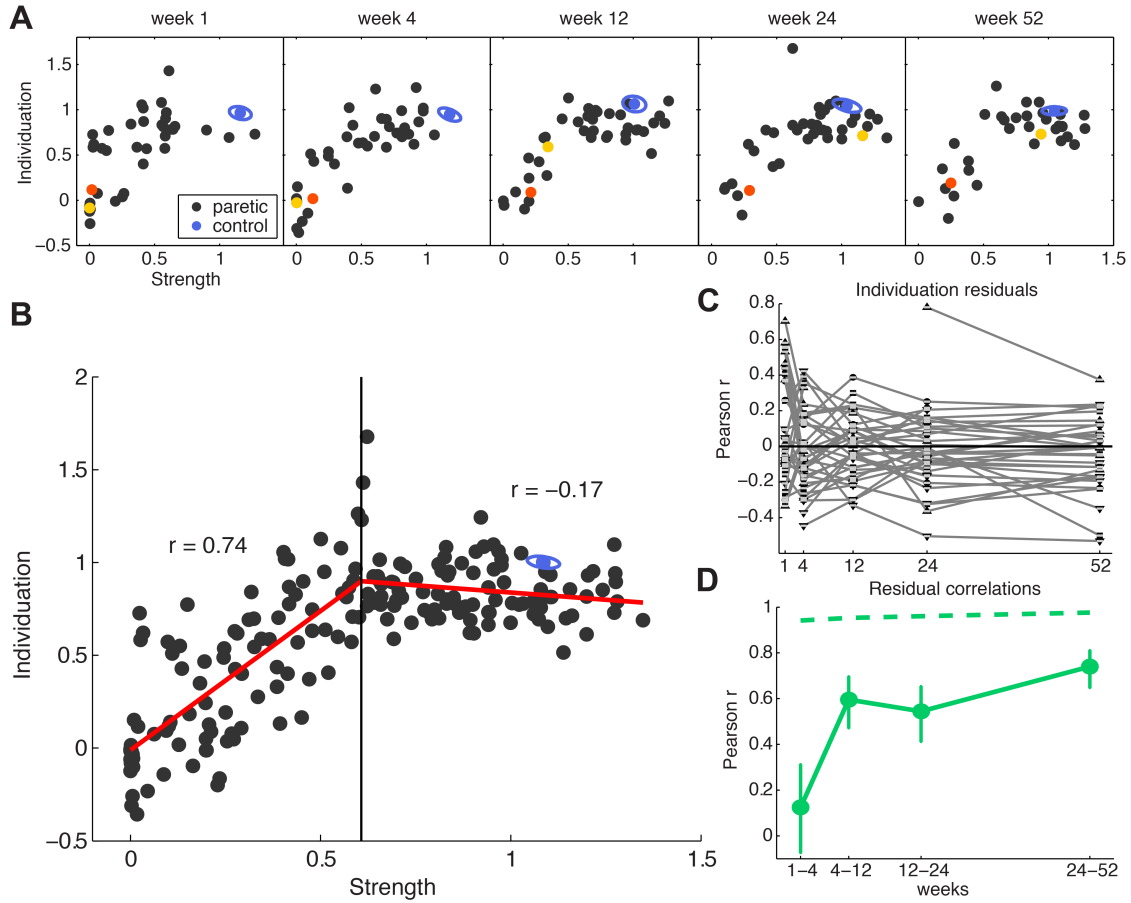 A
week 1 week 4 week 12 week 24 week 52
1.5
1
0.5
0
−0.5
Individuation
paretic
control
0 0.5 1 0 0.5 1 0 0.5 1 0 0.5 1 0 0.5 1 1.5
Strength
B
2
1.5
1
0.5
0
−0.5
Individuation
r = 0.74
r = −0.17
0 0.5 1 1.5
Strength
C
Individuation residuals
0.8
0.6
0.4
0.2
0
−0.2
−0.4
Pearson r
1 4 12 24 52
D
Residual correlations
1
0.8
0.6
0.4
0.2
0
Pearson r
1−4 4−12 12−24 24−52
weeks